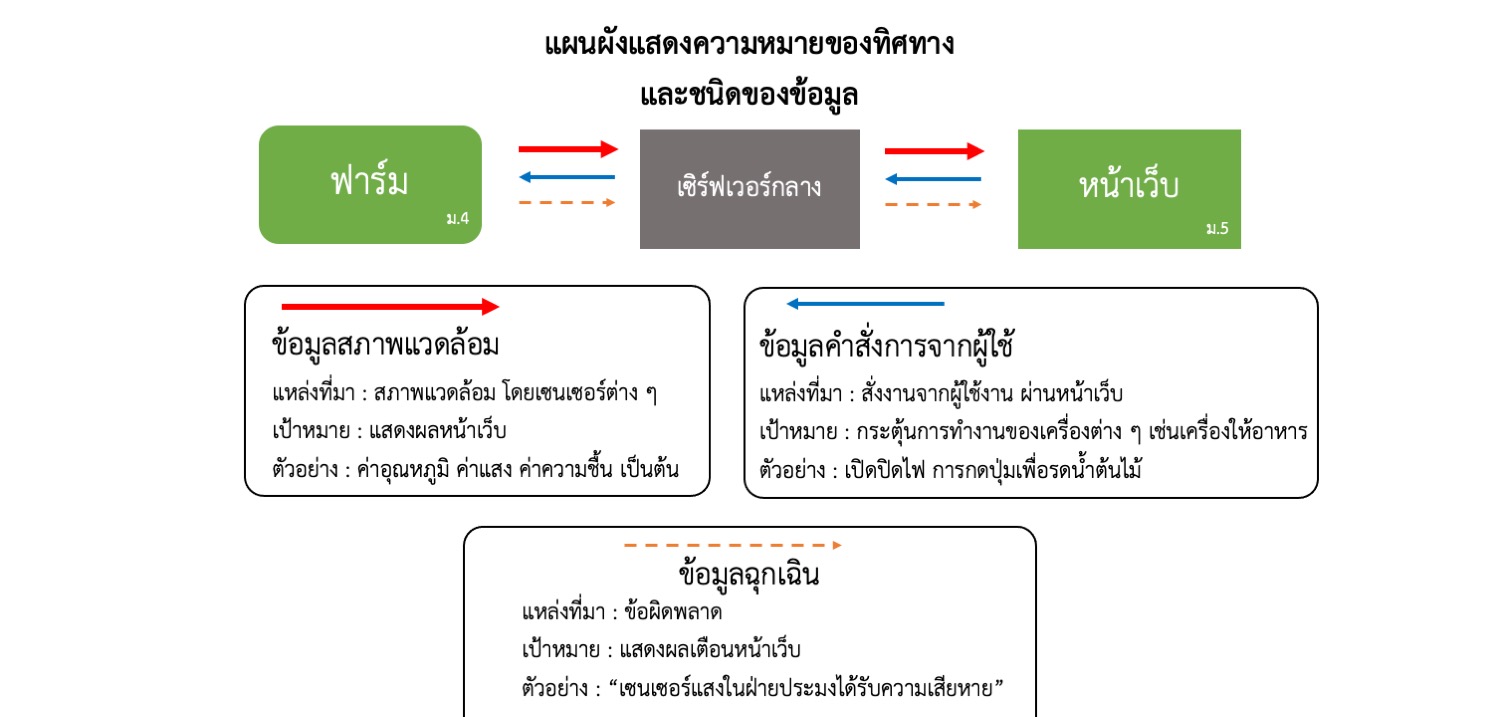 แผนผังแสดงความหมายของทิศทาง
และชนิดของข้อมูล
ฟาร์ม
ม.4
เซิร์ฟเวอร์กลาง
หน้าเว็บ
ม.5
ข้อมูลสภาพแวดล้อม
แหล่งที่มา : สภาพแวดล้อม โดยเซนเซอร์ต่าง ๆ
เป้าหมาย : แสดงผลหน้าเว็บ
ตัวอย่าง : ค่าอุณหภูมิ ค่าแสง ค่าความชื้น เป็นต้น
ข้อมูลคำสั่งการจากผู้ใช้
แหล่งที่มา : สั่งงานจากผู้ใช้งาน ผ่านหน้าเว็บ
เป้าหมาย : กระตุ้นการทำงานของเครื่องต่าง ๆ เช่นเครื่องให้อาหาร
ตัวอย่าง : เปิดปิดไฟ การกดปุ่มเพื่อรดน้ำต้นไม้
ข้อมูลฉุกเฉิน
แหล่งที่มา : ข้อผิดพลาด
เป้าหมาย : แสดงผลเตือนหน้าเว็บ
ตัวอย่าง : “เซนเซอร์แสงในฝ่ายประมงได้รับความเสียหาย”